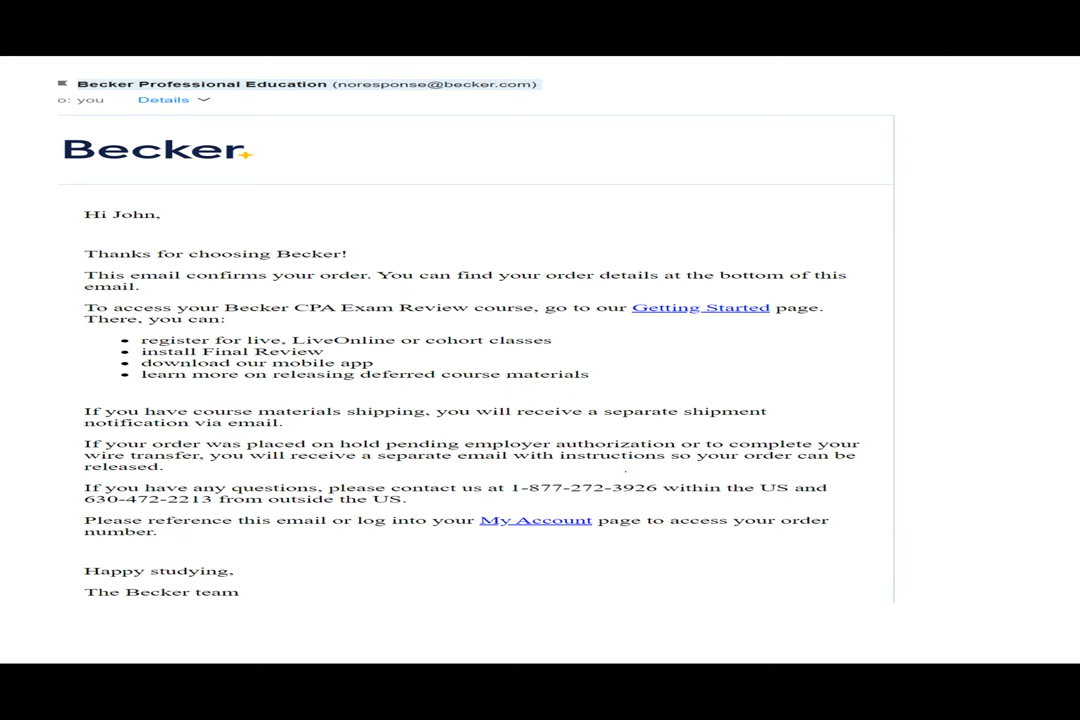 Becker Professional Education (noresponse@becker.com)
o: you Details
Becker
Hi John,
Thanks for choosing Becker!
This email confirms your order. You can find your order details at the bottom of this
email.
To access your Becker CPA Exam Review course, go to our Getting Started page.
There, you can:
• register for live, LiveOnline or cohort classes
• install Final Review
• download our mobile app
• learn more on releasing deferred course materials
If you have course materials shipping, you will receive a separate shipment
notification via email.
If your order was placed on hold pending employer authorization or to complete your
wire transfer, you will receive a separate email with instructions so your order can be
released.
If you have any questions, please contact us at 1-877-272-3926 within the US and
630-472-2213 from outside the US.
Please reference this email or log into your My Account page to access your order
number.
Happy studying,
The Becker team